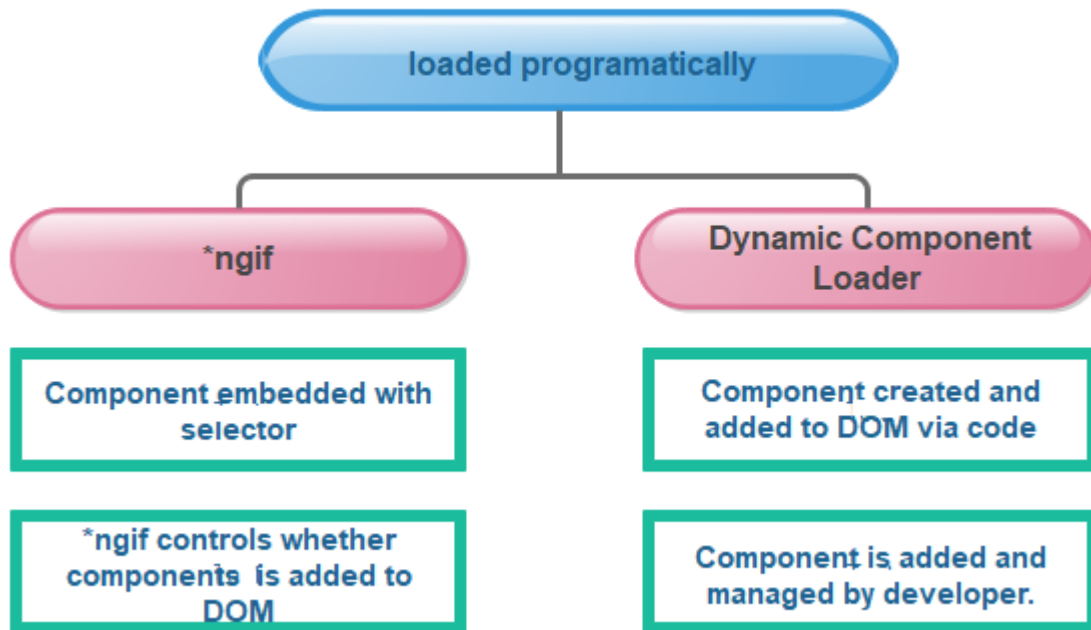 loaded programatically
*ngif
Dynamic Component
Loader
Component embedded with
selector
Component created and
added to DOM via code
*ngif controls whether
components is added to
DOM
Component is added and
managed by developer.